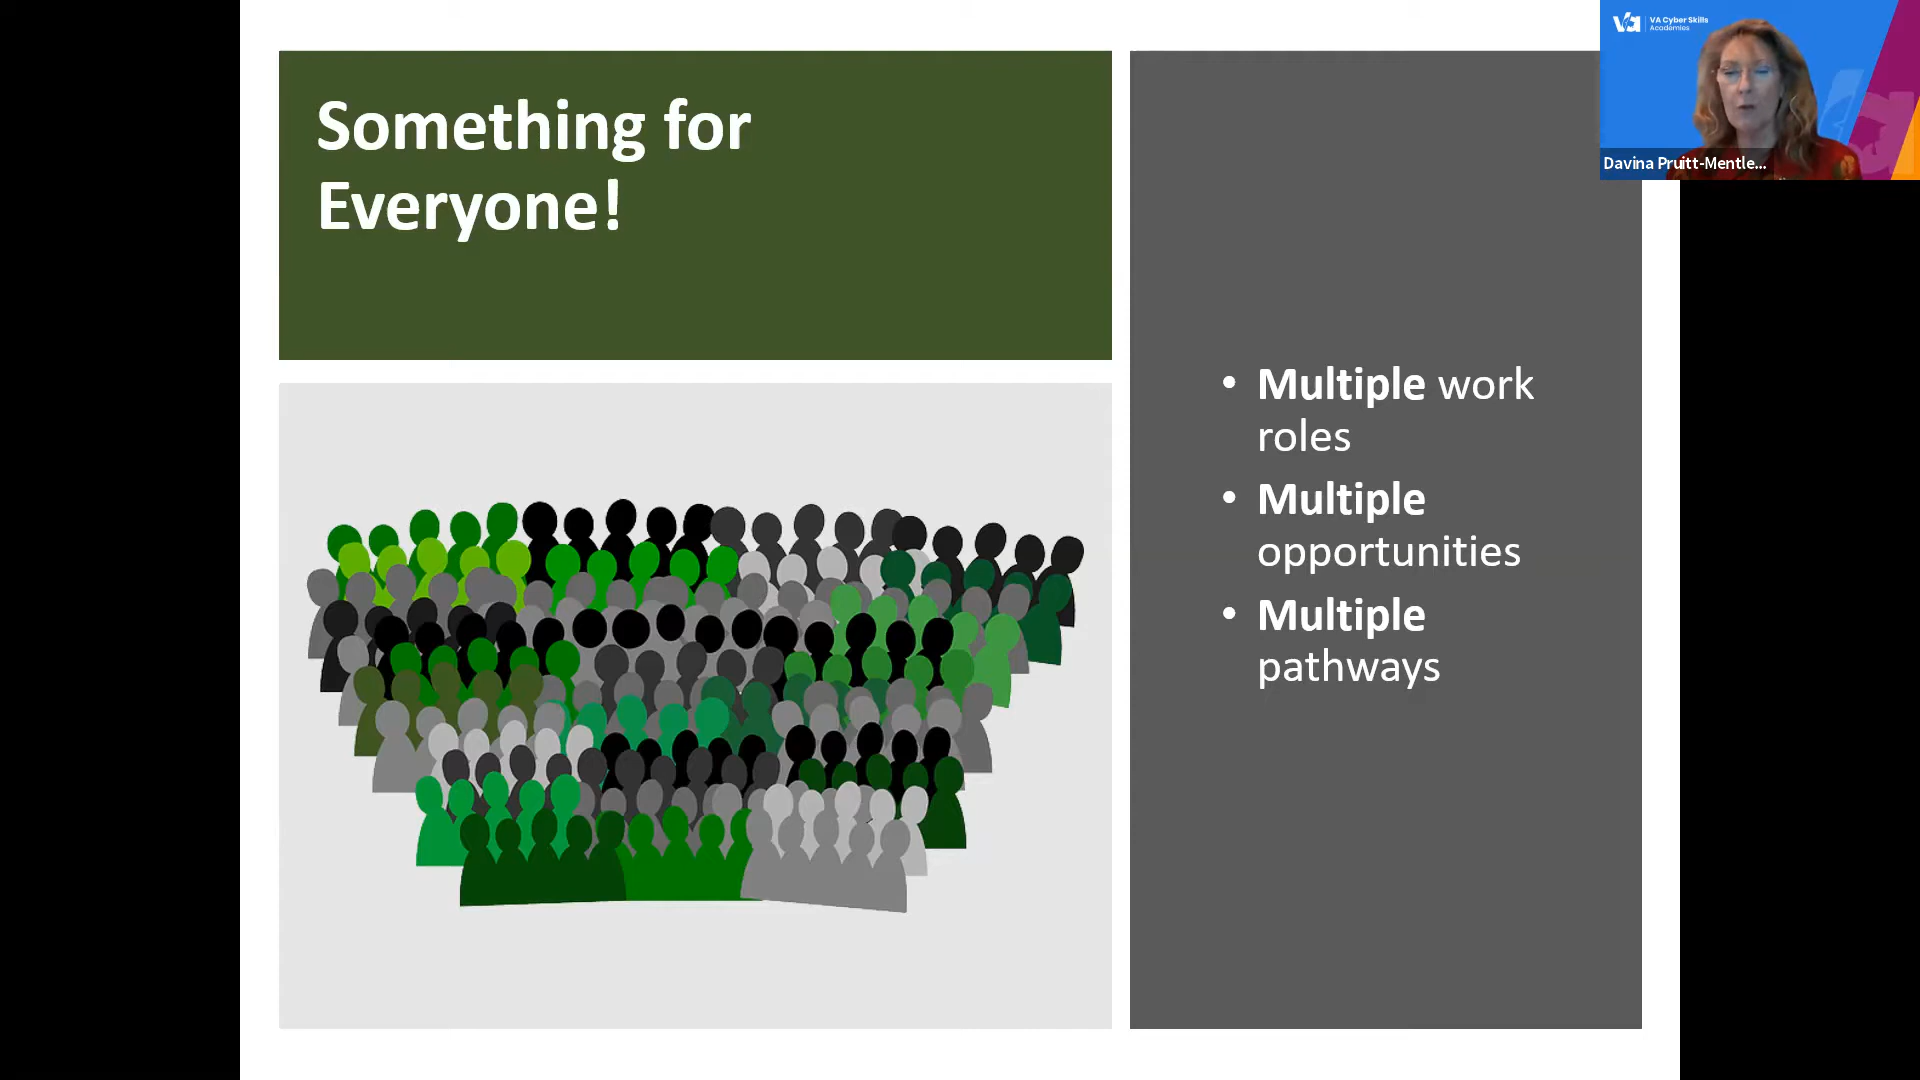 Something for
Everyone!
• Multiple work
roles
• Multiple
opportunities
• Multiple
pathways
VA Cyber Skills
Academies
Davina Pruitt-Mentle...